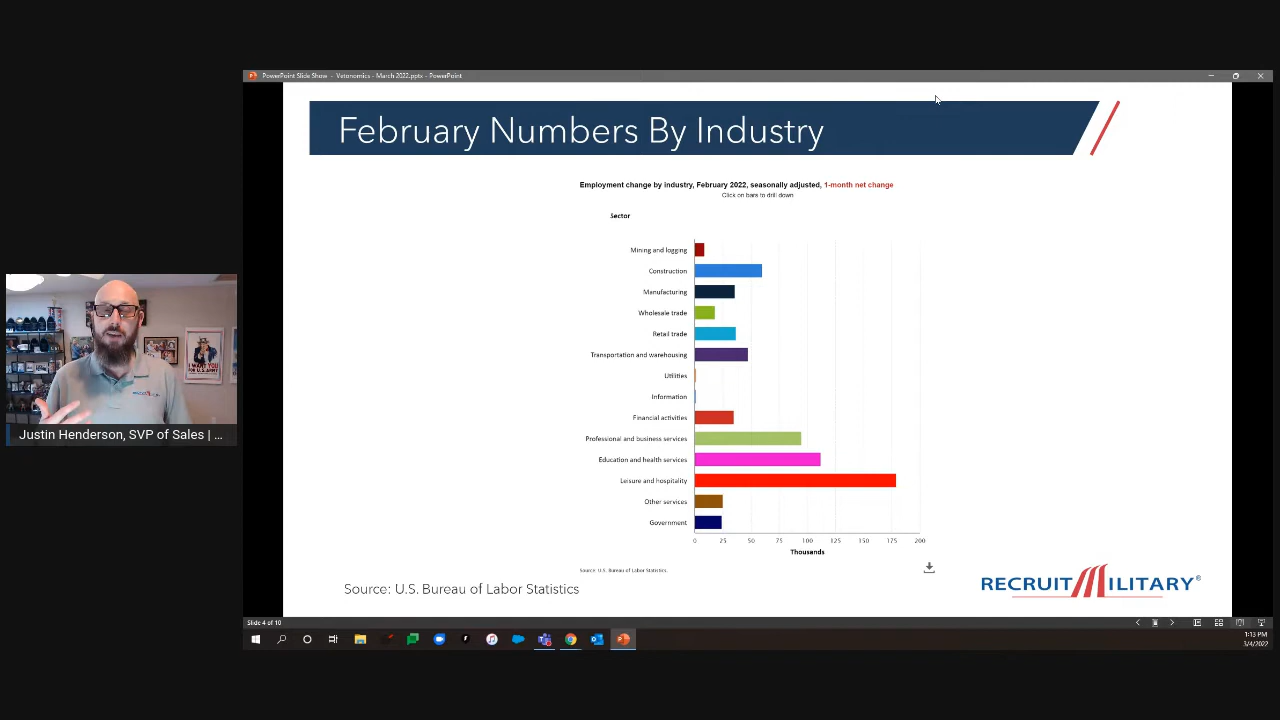 PowerPoint Slide Show - Vetonomics - March 2022.pptx - PowerPoint
February Numbers By Industry
Employment change by industry, February 2022, seasonally adjusted, 1-month net change
Click on bars to drill down
Sector
Mining and logging
Construction
Manufacturing
Wholesale trade
Retail trade
Transportation and warehousing
Utilities
Information
Financial activities
Professional and business services
Education and health services
Leisure and hospitality
Other services
Government
0 25 50 75 100 125 150 175 200
Thousands
Source: U.S. Bureau of Labor Statistics.
Source: U.S. Bureau of Labor Statistics
RECRUITMILITARY®
I WANT YOU
FOR U.S. ARMY
Justin Henderson, SVP of Sales | ...
Slide 4 of 10
1:13 PM
3/4/2022